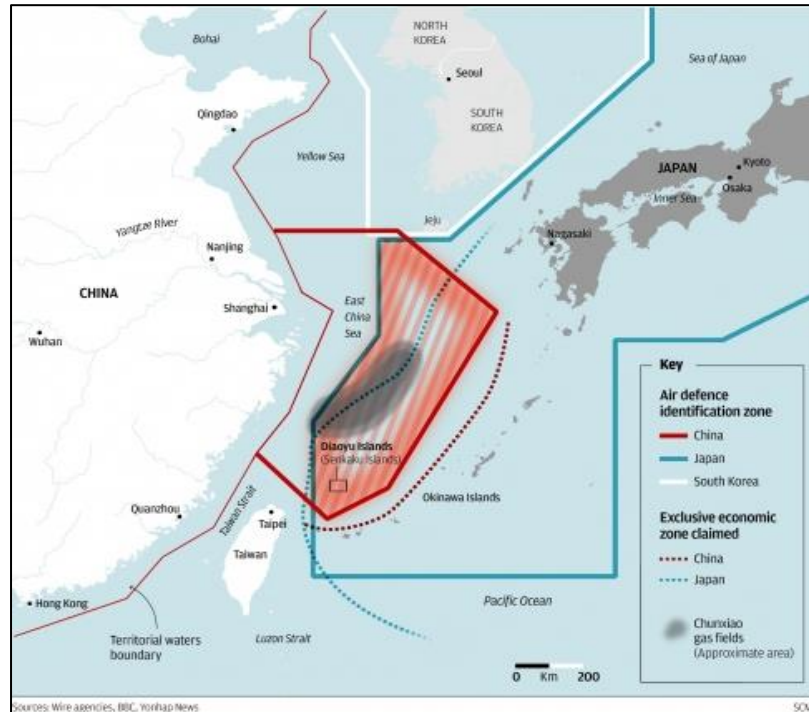 Bohai
NORTH
KOREA
Seoul
Sea of Japan
Qingdao
SOUTH
KOREA
Yellow Sea
JAPAN
Kyoto
Osaka
Inner Sea
Jeju
Yangtze River
Nagasaki
Nanjing
CHINA
Shanghai
East
China
Sea
Wuhan
Diaoyu Islands
(Senkaku Islands)
Okinawa Islands
Quanzhou
Taiwan Strait
Taipei
Taiwan
Hong Kong
Pacific Ocean
Territorial waters
boundary
Luzon Strait
0 Km 200
Key
Air defence
identification zone
China
Japan
South Korea
Exclusive economic
zone claimed
China
Japan
Chunxiao
gas fields
(Approximate area)
Sources: Wire agencies, BBC, Yonhap News